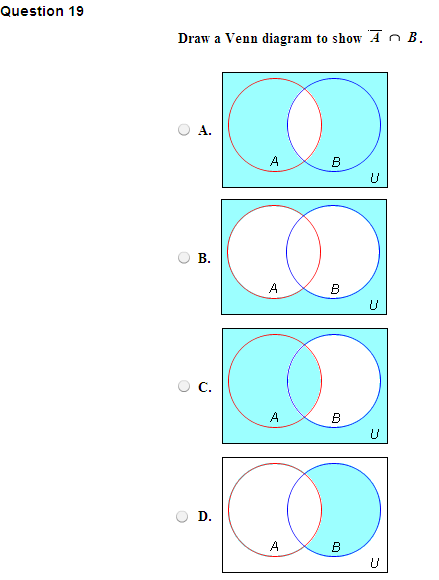 Question 19
Draw a Venn diagram to show A̅ ∩ B.
A.
A B
U
B.
A B
U
C.
A B
U
D.
A B
U